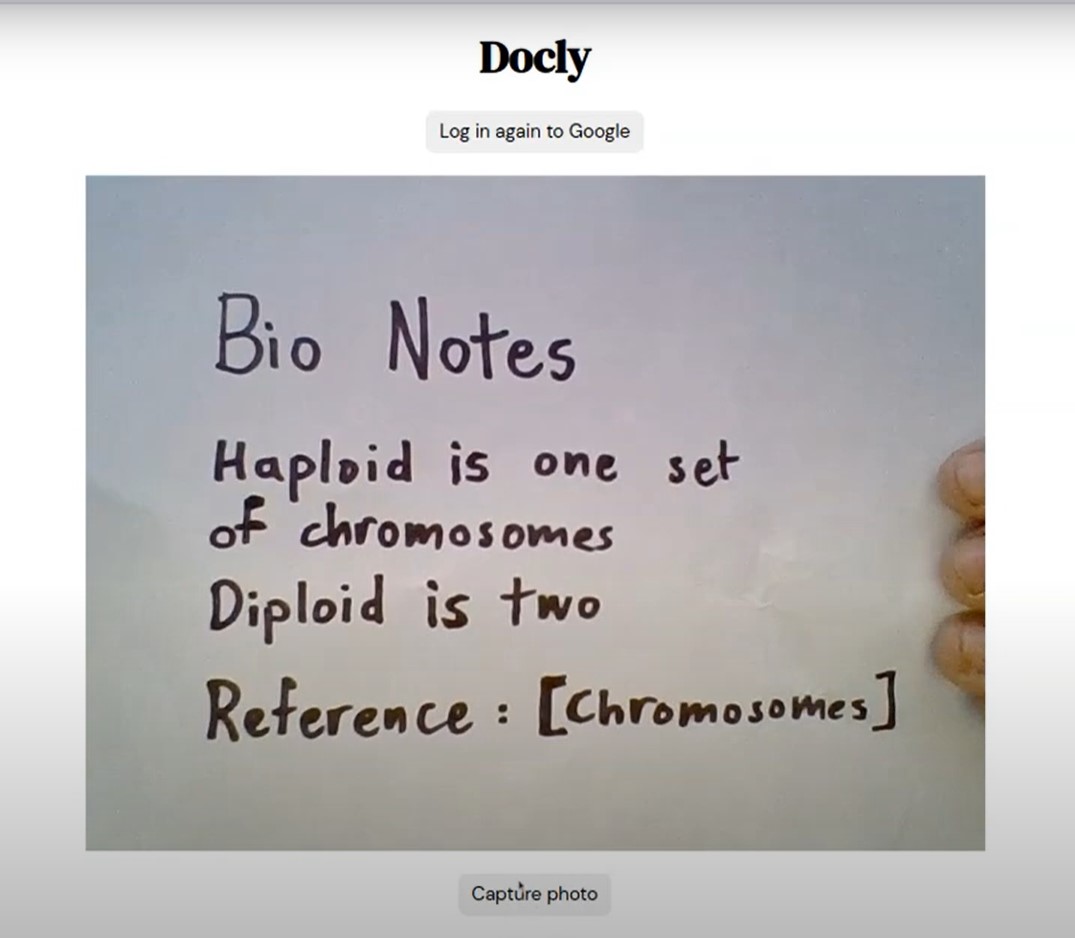 Docly
Log in again to Google
Bio Notes
Haploid is one set
of chromosomes
Diploid is two
Reference : [Chromosomes]
Capture photo